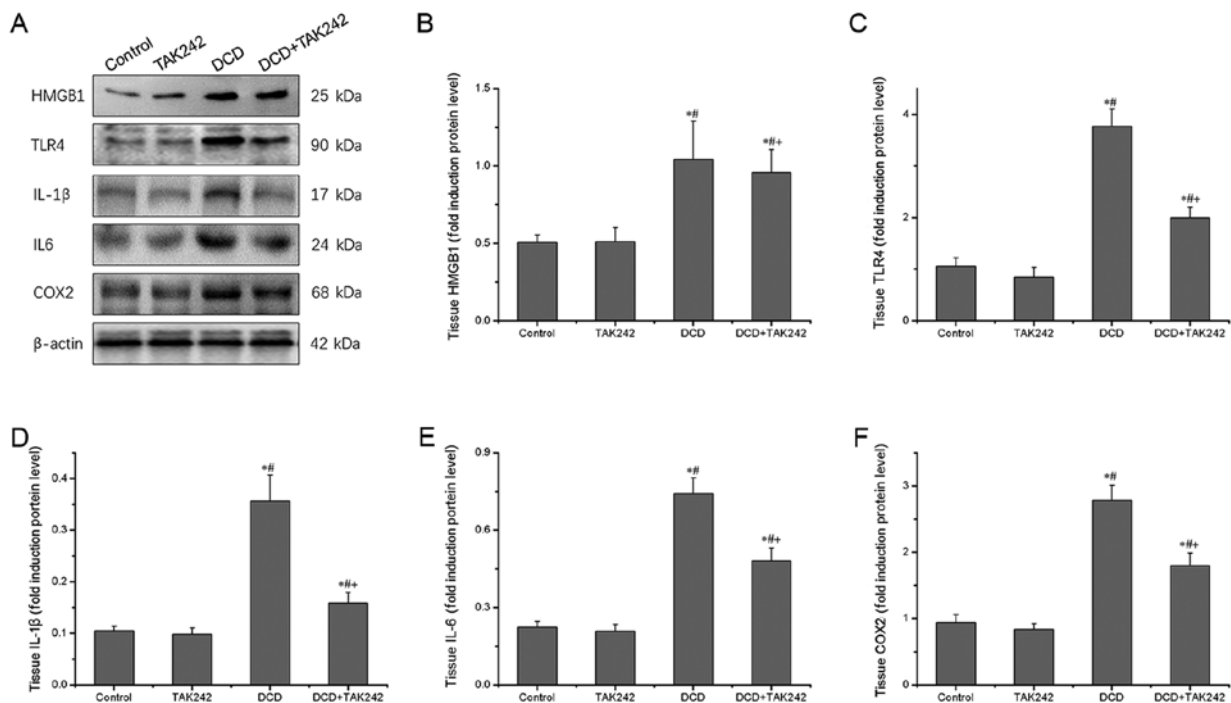 A
Control TAK242 DCD DCD+TAK242
HMGB1 25 kDa
TLR4 90 kDa
IL-1β 17 kDa
IL6 24 kDa
COX2 68 kDa
β-actin 42 kDa
B
Tissue HMGB1 (fold induction protein level)
1.5
1.0
0.5
0.0
*#
*#+
Control TAK242 DCD DCD+TAK242
C
Tissue TLR4 (fold induction protein level)
4
2
0
*#
*#+
Control TAK242 DCD DCD+TAK242
D
Tissue IL-1β (fold induction portein level)
0.4
0.3
0.2
0.1
0.0
*#
*#+
Control TAK242 DCD DCD+TAK242
E
Tissue IL-6 (fold induction portein level)
0.9
0.6
0.3
0.0
*#
*#+
Control TAK242 DCD DCD+TAK242
F
Tissue COX2 (fold induction protein level)
3
2
1
0
*#
*#+
Control TAK242 DCD DCD+TAK242